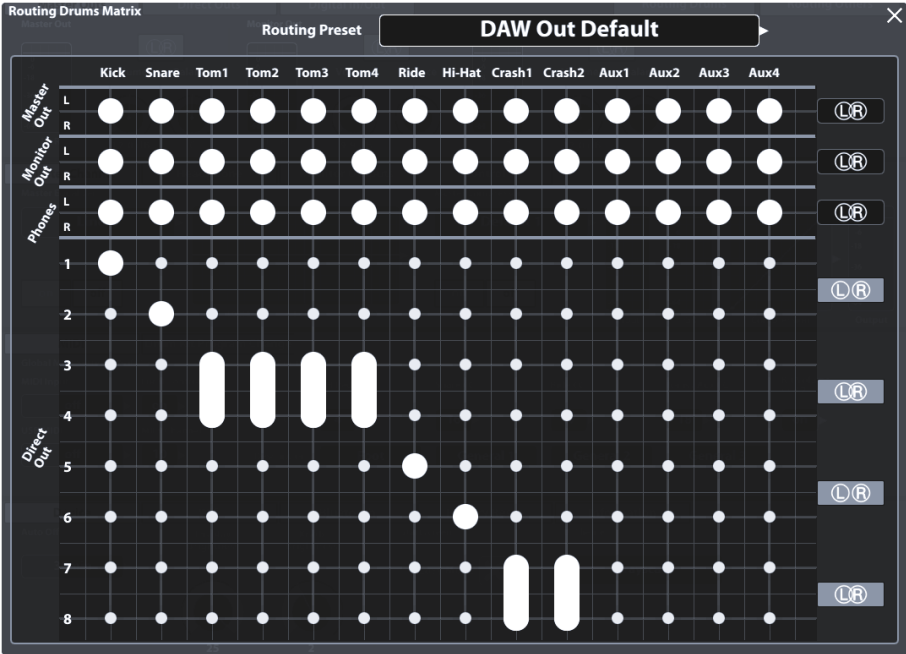 Routing Drums Matrix
Routing Preset
DAW Out Default
Kick Snare Tom1 Tom2 Tom3 Tom4 Ride Hi-Hat Crash1 Crash2 Aux1 Aux2 Aux3 Aux4
Master
Out
L
R
LR
Monitor
Out
L
R
LR
Phones
L
R
LR
Direct
Out
1
L R
2
3
LR
4
5
L R
6
7
LR
8